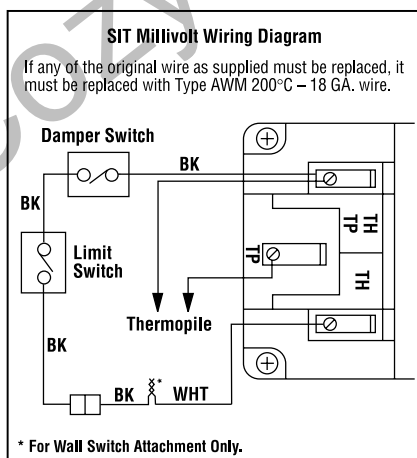 SIT Millivolt Wiring Diagram
If any of the original wire as supplied must be replaced, it
must be replaced with Type AWM 200°C – 18 GA. wire.
Damper Switch
BK
BK
Limit
Switch
TP
TH
TP
TH
Thermopile
BK
BK
WHT
*
* For Wall Switch Attachment Only.
cozy